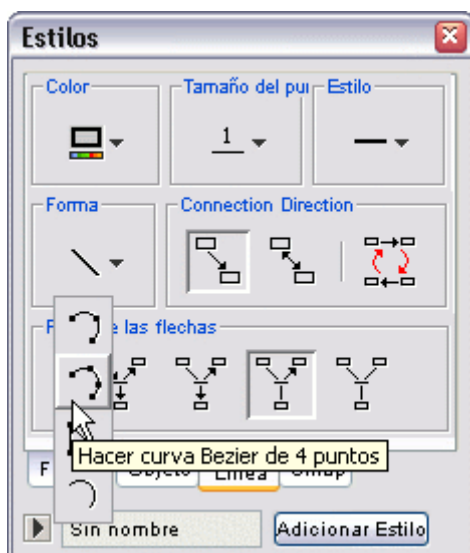 Estilos
Color
Tamaño del pu
Estilo
1
Forma
Connection Direction
e las flechas
Hacer curva Bezier de 4 puntos
F
Objeto
Línea
Cmap
Sin nombre
Adicionar Estilo